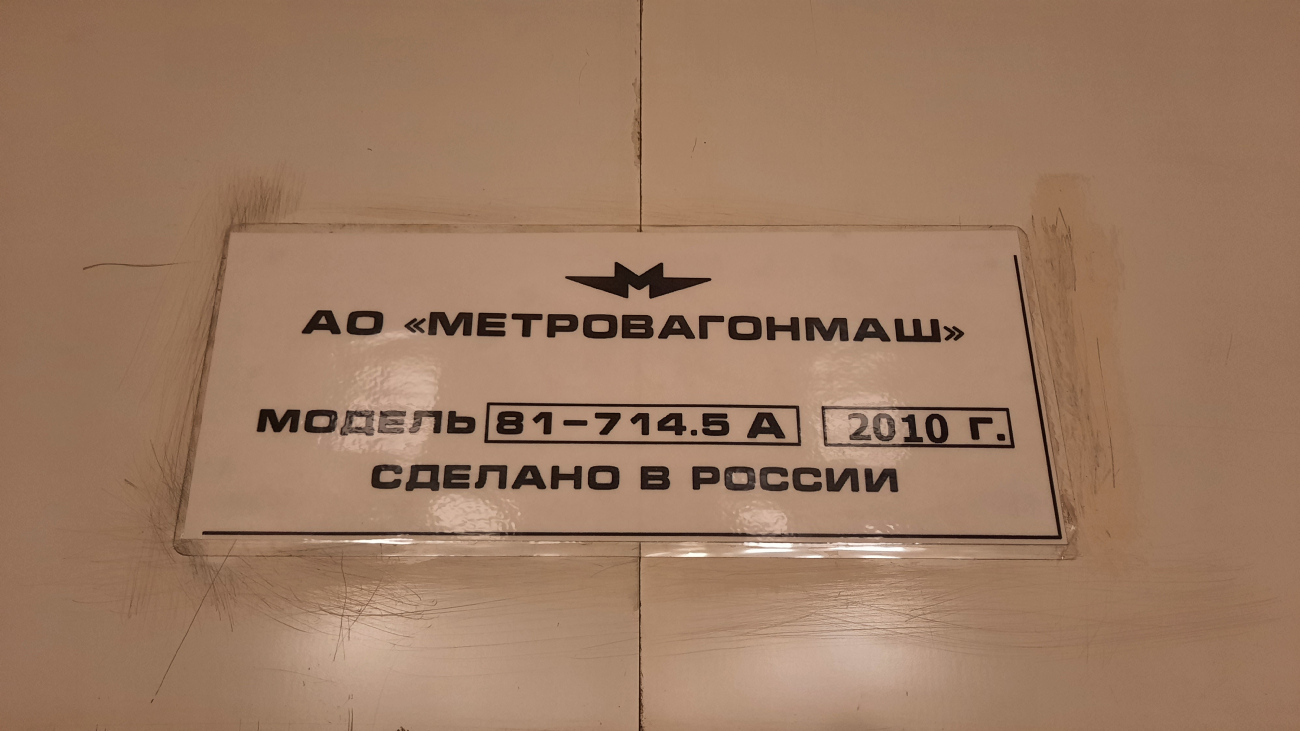 АО «МЕТРОВАГОНМАШ»
МОДЕЛЬ 81-714.5 А 2010 Г.
СДЕЛАНО В РОССИИ